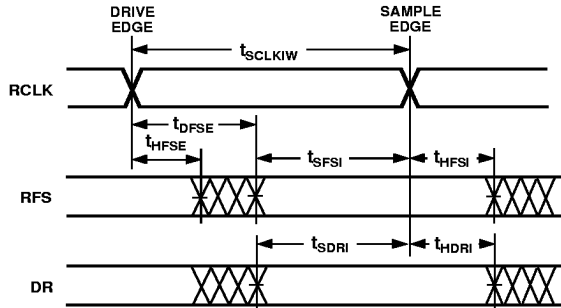 DRIVE
EDGE
SAMPLE
EDGE
tSCLKIW
RCLK
tDFSE
tHFSE
tSFSI
tHFSI
RFS
tSDRI
tHDRI
DR